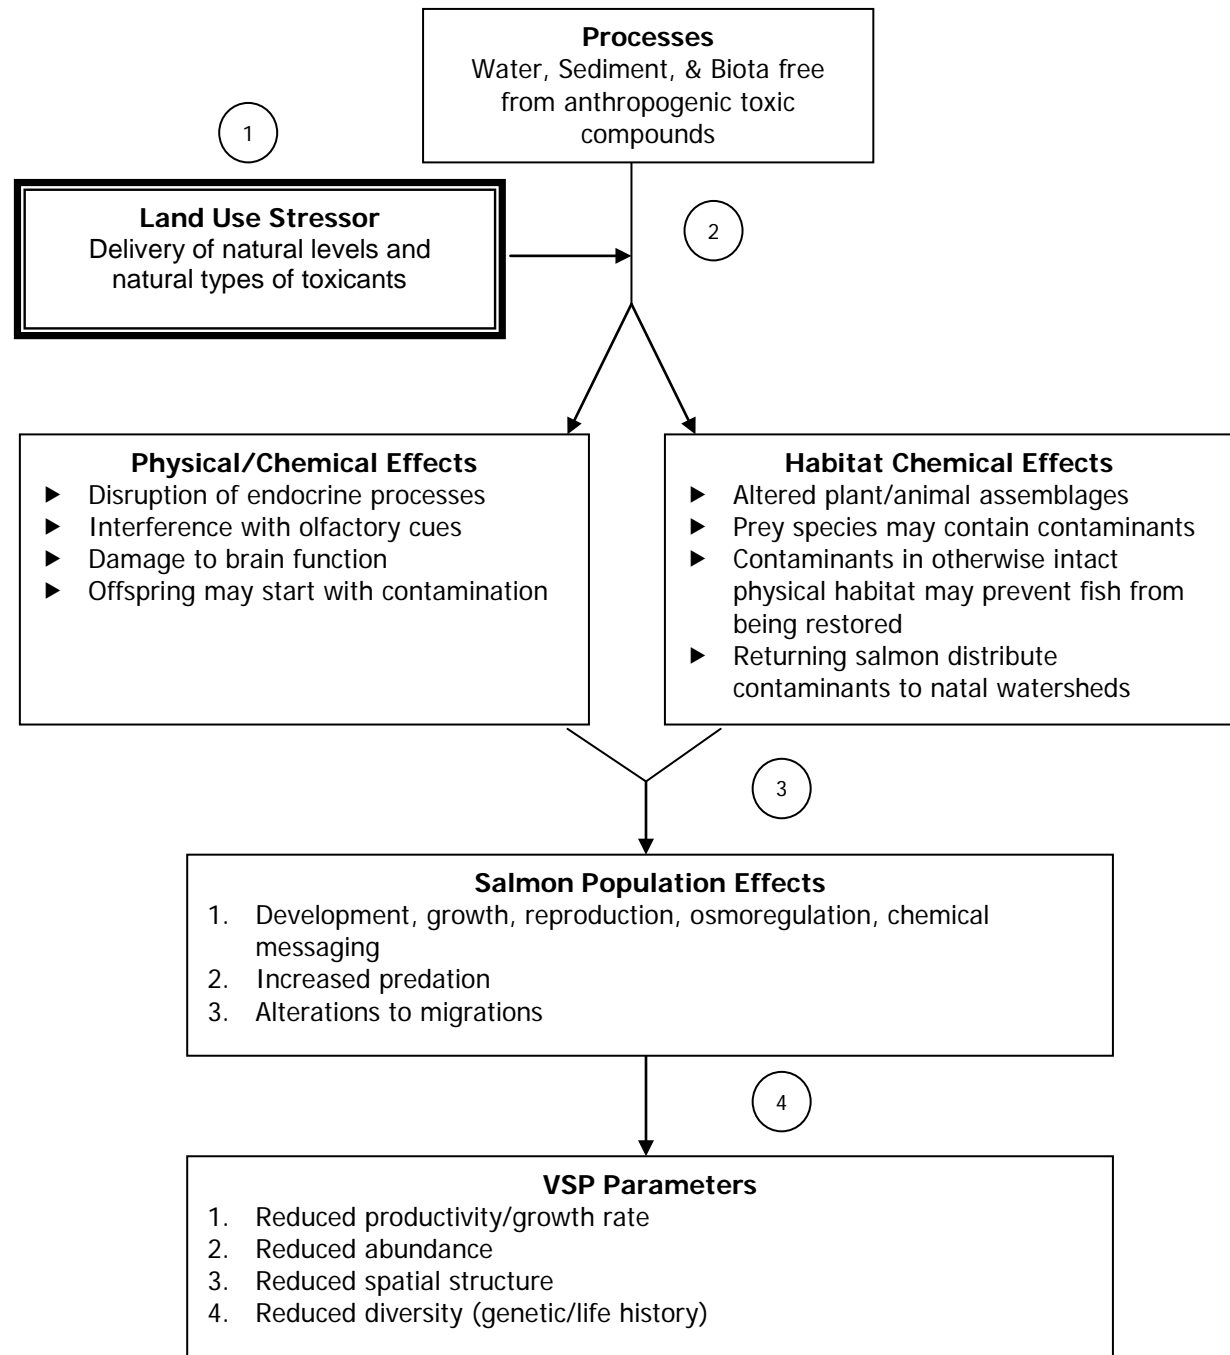 Processes
Water, Sediment, & Biota free
from anthropogenic toxic
compounds
1
Land Use Stressor
Delivery of natural levels and
natural types of toxicants
2
Physical/Chemical Effects
▶ Disruption of endocrine processes
▶ Interference with olfactory cues
▶ Damage to brain function
▶ Offspring may start with contamination
Habitat Chemical Effects
▶ Altered plant/animal assemblages
▶ Prey species may contain contaminants
▶ Contaminants in otherwise intact
physical habitat may prevent fish from
being restored
▶ Returning salmon distribute
contaminants to natal watersheds
3
Salmon Population Effects
1. Development, growth, reproduction, osmoregulation, chemical
messaging
2. Increased predation
3. Alterations to migrations
4
VSP Parameters
1. Reduced productivity/growth rate
2. Reduced abundance
3. Reduced spatial structure
4. Reduced diversity (genetic/life history)